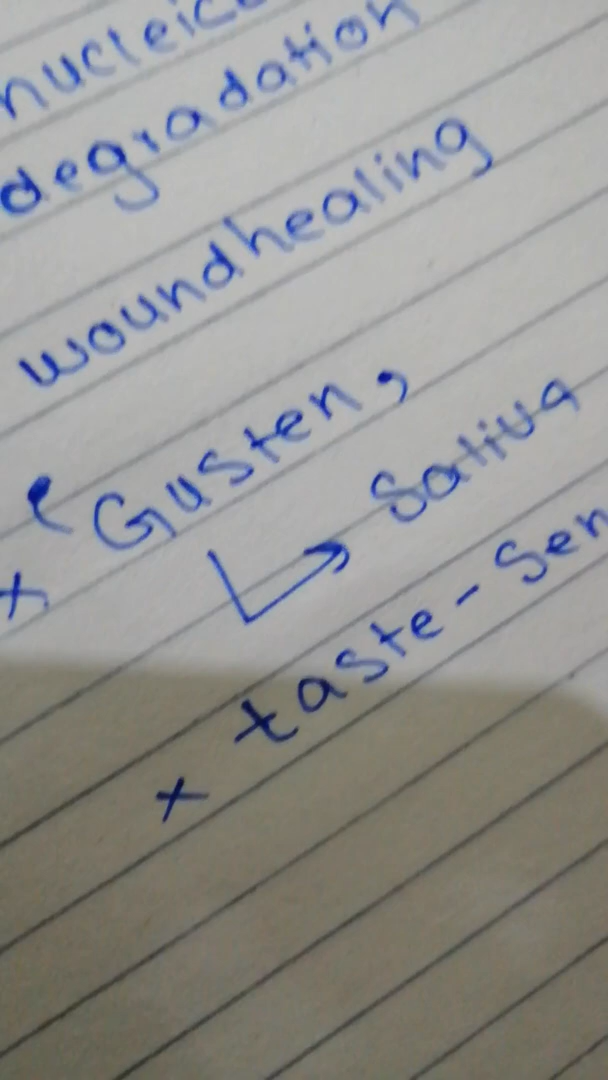 nucleic
degradation
woundhealing
"Gusten,
x
↳ Saliva
x taste-Sen